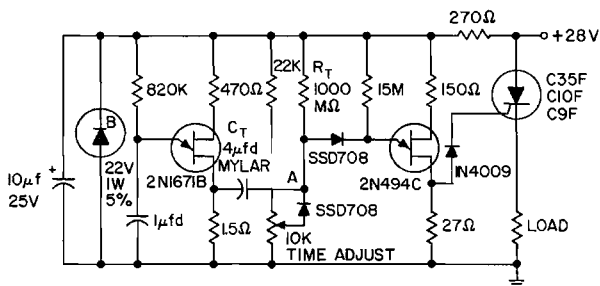 270Ω
+28V
22K
R_T
1000
MΩ
820K
470Ω
15M
150Ω
C35F
C10F
C9F
B
C_T
4µfd
MYLAR
SSD708
22V
1W
5%
2N1671B
A
2N494C
1N4009
10µf +
25V
1µfd
1.5Ω
10K
SSD708
TIME ADJUST
27Ω
LOAD